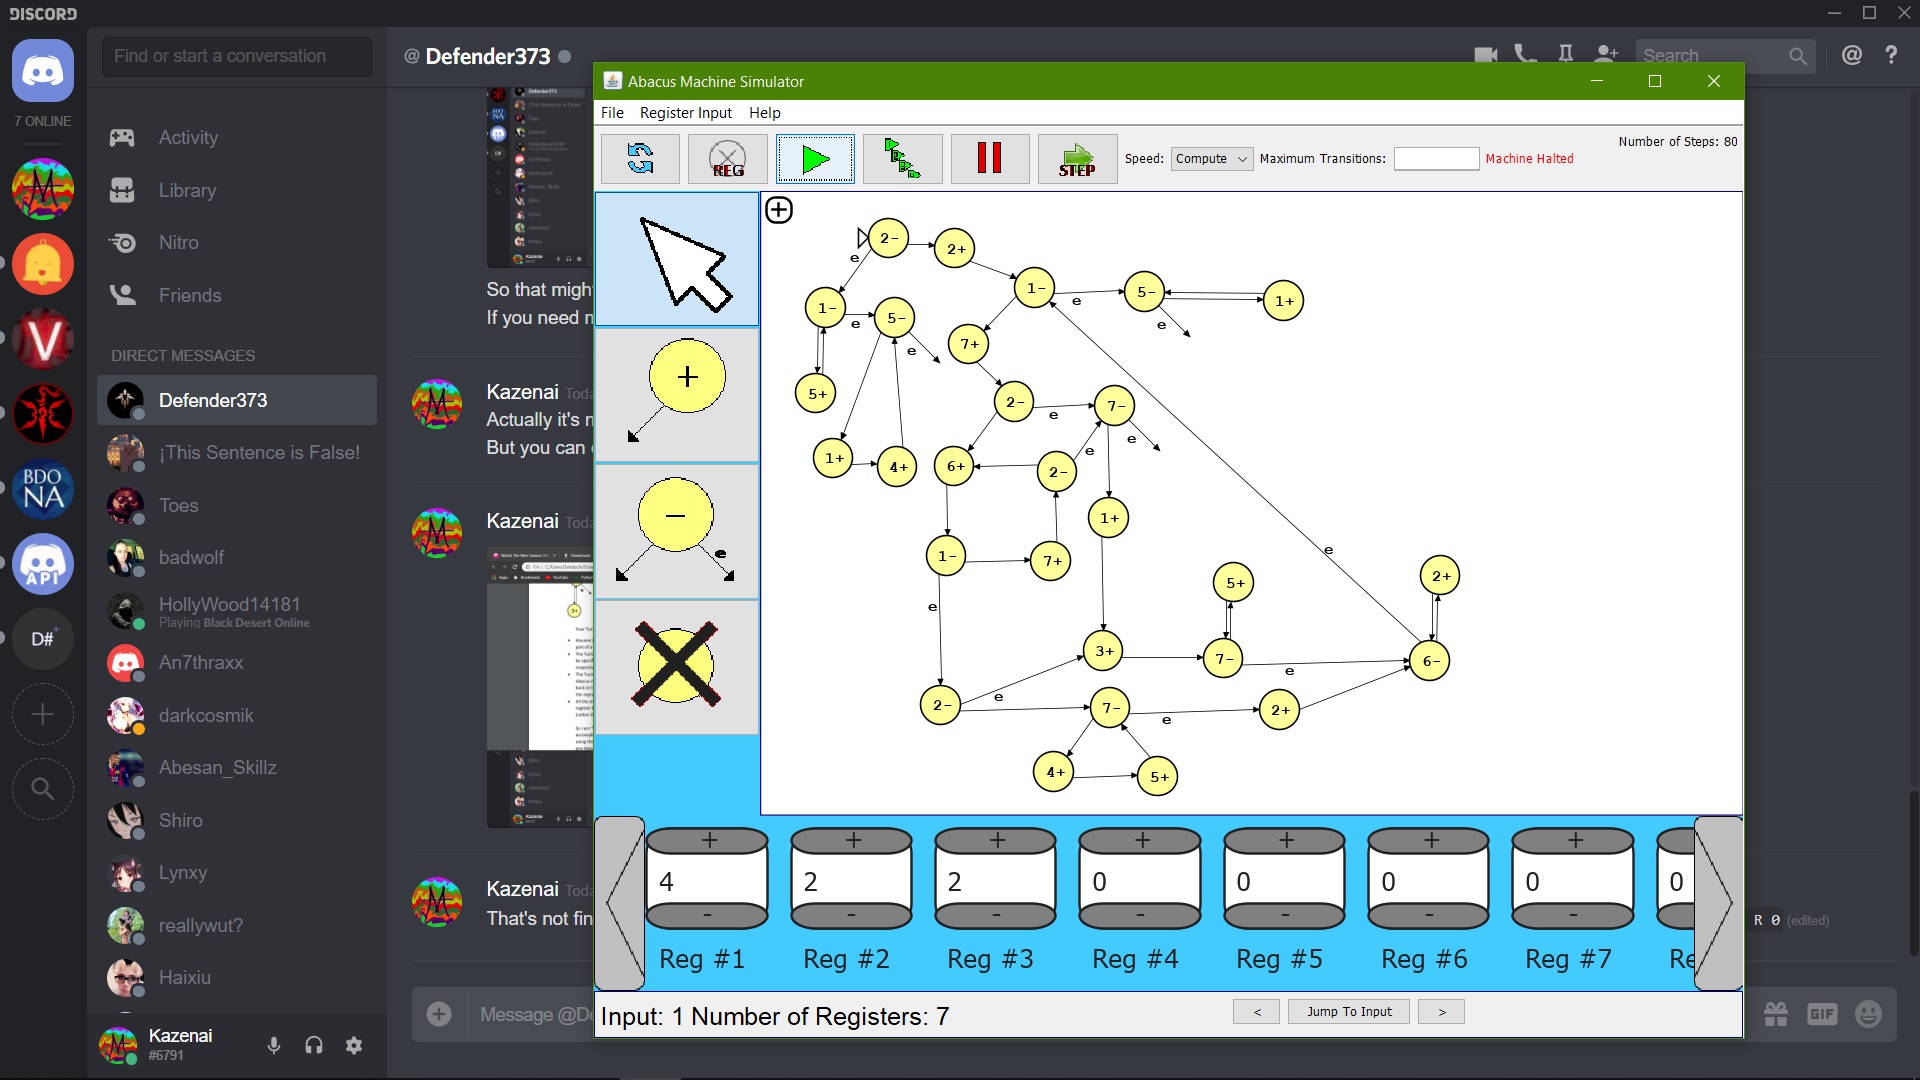 DISCORD
Find or start a conversation
@ Defender373
Search
7 ONLINE
Activity
Library
Nitro
Friends
DIRECT MESSAGES
Defender373
¡This Sentence is False!
Toes
badwolf
HollyWood14181
Playing Black Desert Online
An7thraxx
darkcosmik
Abesan_Skillz
Shiro
Lynxy
reallywut?
Haixiu
Kazenai
#6791
BDO
NA
API
D#
V
So that migh
If you need n
Kazenai Toda
Actually it's n
But you can
Kazenai Toda
Kazenai Toda
That's not fin
R 0 (edited)
Message @De
GIF
Abacus Machine Simulator
File Register Input Help
REG
STEP
Speed: Compute Maximum Transitions: Machine Halted
Number of Steps: 80
+
−
e
2- 2+
e
1- 5- 1+
e
e
1- 5-
e
e
7+
5+
2- 7-
e
e
1+ 4+ 6+ 2-
e
1+
1- 7+
e
e
5+ 2+
3+ 7- 6-
e
2- 7- 2+
e
e
4+ 5+
+ + + + + + +
4 2 2 0 0 0 0 0
- - - - - - -
Reg #1 Reg #2 Reg #3 Reg #4 Reg #5 Reg #6 Reg #7 Re
Input: 1 Number of Registers: 7
< Jump To Input >